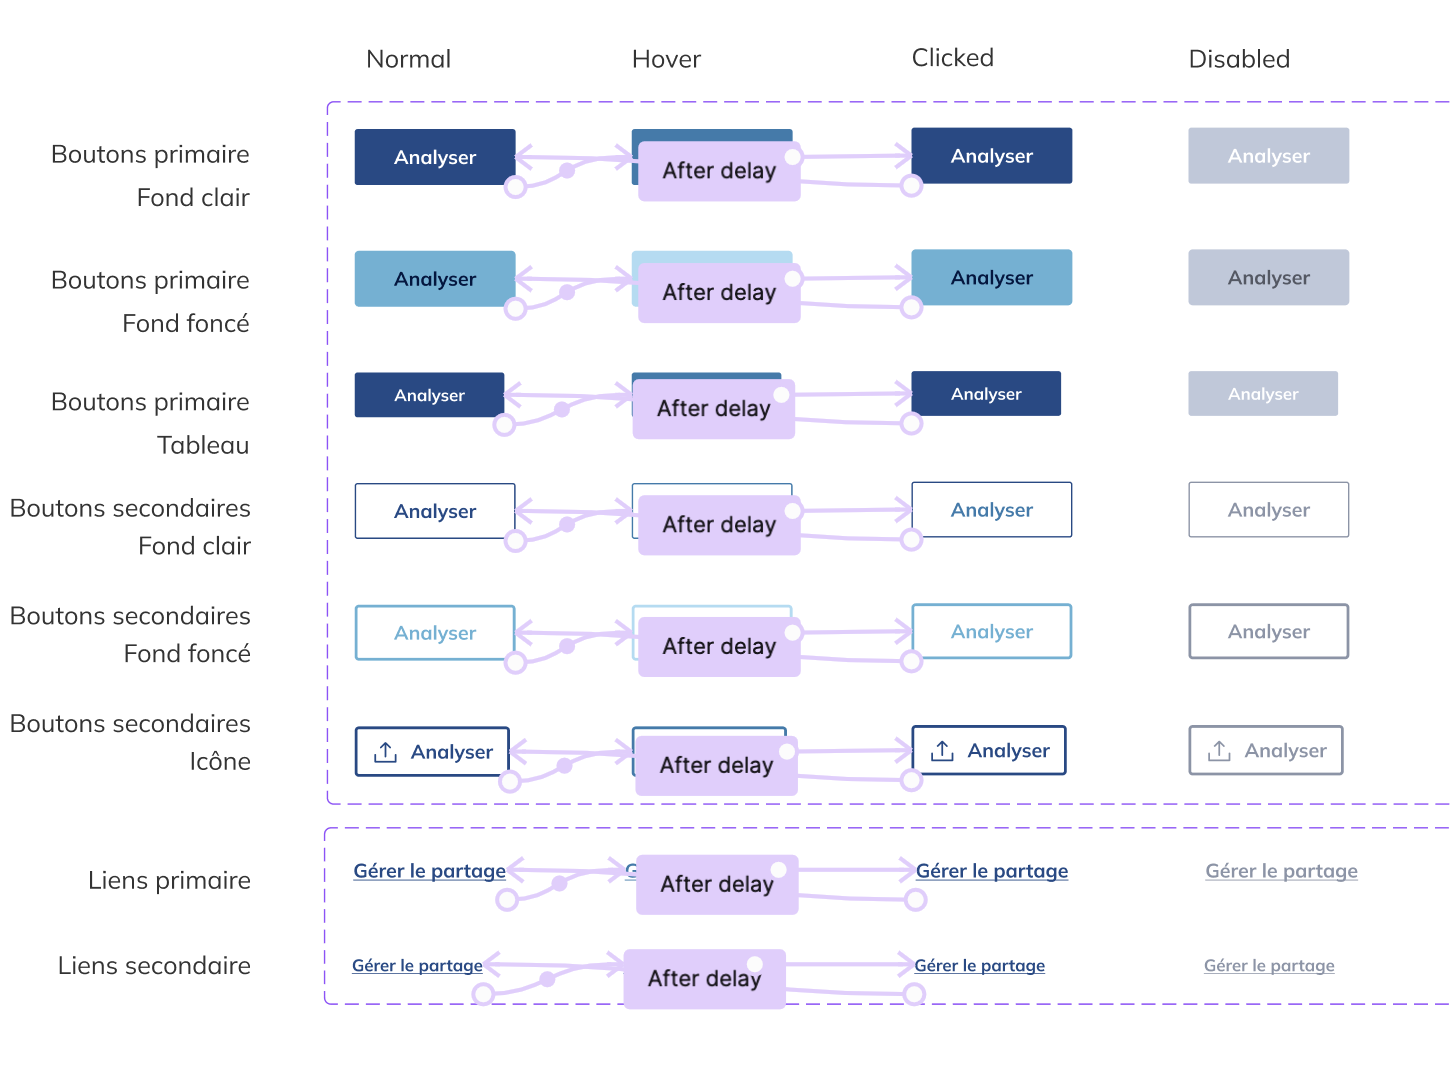 Normal Hover Clicked Disabled
Boutons primaire
Fond clair
Analyser After delay Analyser Analyser
Boutons primaire
Fond foncé
Analyser After delay Analyser Analyser
Boutons primaire
Tableau
Analyser After delay Analyser Analyser
Boutons secondaires
Fond clair
Analyser After delay Analyser Analyser
Boutons secondaires
Fond foncé
Analyser After delay Analyser Analyser
Boutons secondaires
Icône
Analyser After delay Analyser Analyser
Liens primaire
Gérer le partage After delay Gérer le partage Gérer le partage
Liens secondaire
Gérer le partage After delay Gérer le partage Gérer le partage